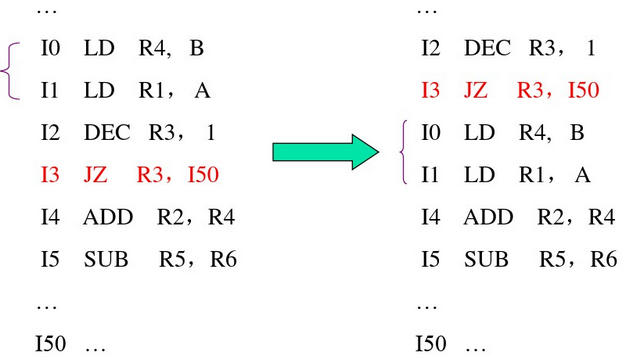 …
I0 LD R4, B
I1 LD R1， A
I2 DEC R3， 1
I3 JZ R3，I50
I4 ADD R2，R4
I5 SUB R5，R6
…
I50 …
…
I2 DEC R3， 1
I3 JZ R3，I50
I0 LD R4, B
I1 LD R1， A
I4 ADD R2，R4
I5 SUB R5，R6
…
I50 …